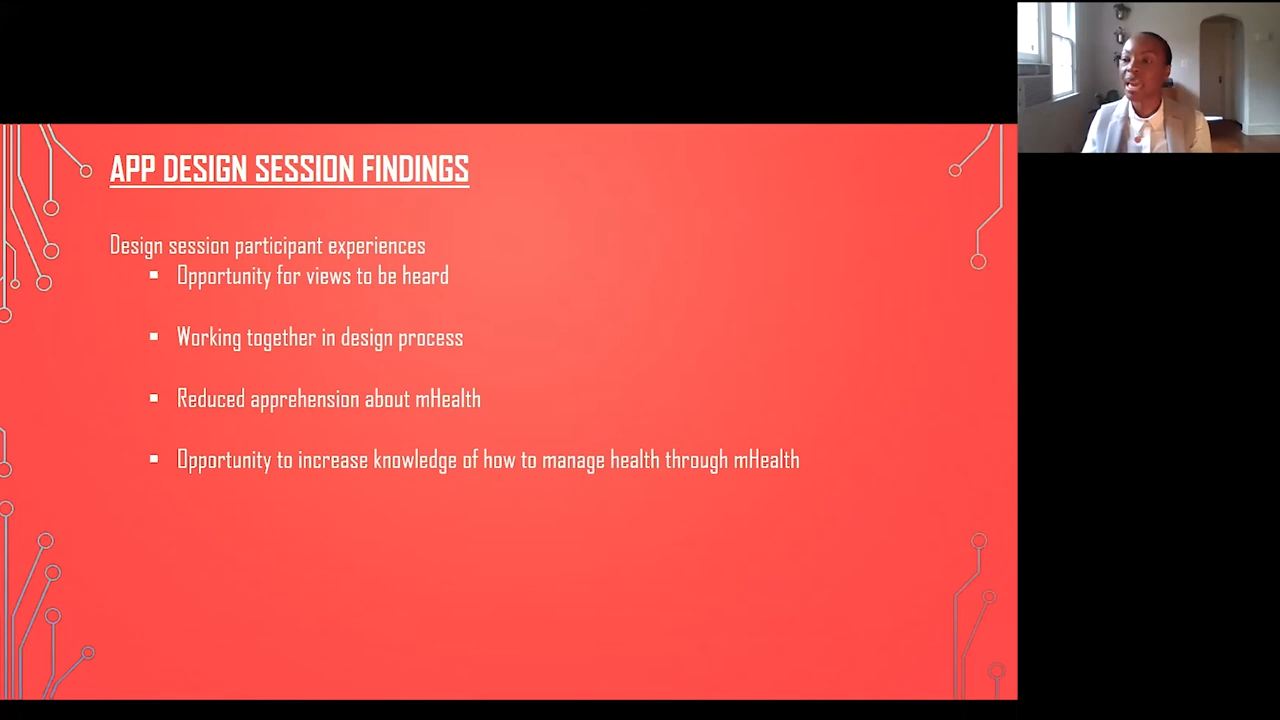 APP DESIGN SESSION FINDINGS
Design session participant experiences
Opportunity for views to be heard
Working together in design process
Reduced apprehension about mHealth
Opportunity to increase knowledge of how to manage health through mHealth